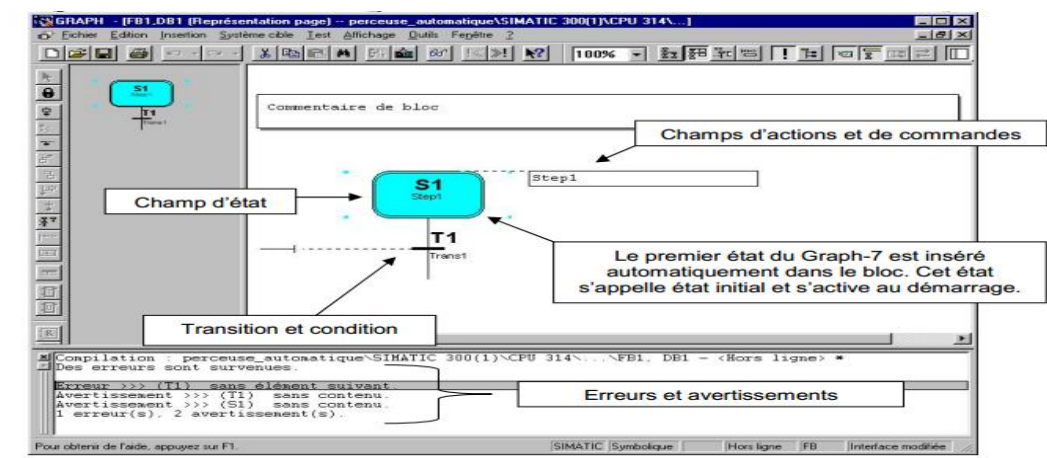 GRAPH - [FB1,DB1 (Représentation page) -- perceuse_automatique\SIMATIC 300(1)\CPU 314\...]
Fichier Edition Insertion Système cible Test Affichage Outils Fenêtre ?
100%
S1
Step1
T1
Trans1
Commentaire de bloc
Champs d'actions et de commandes
Step1
S1
Step1
Champ d'état
T1
Trans1
Le premier état du Graph-7 est inséré
automatiquement dans le bloc. Cet état
s'appelle état initial et s'active au démarrage.
Transition et condition
Compilation : perceuse_automatique\SIMATIC 300(1)\CPU 314\...\FB1, DB1 - <Hors ligne> *
Des erreurs sont survenues.
Erreur >>> (T1) sans élément suivant.
Avertissement >>> (T1) sans contenu.
Avertissement >>> (S1) sans contenu.
1 erreur(s), 2 avertissement(s).
Erreurs et avertissements
Pour obtenir de l'aide, appuyez sur F1.
SIMATIC Symbolique Hors ligne FB Interface modifiée